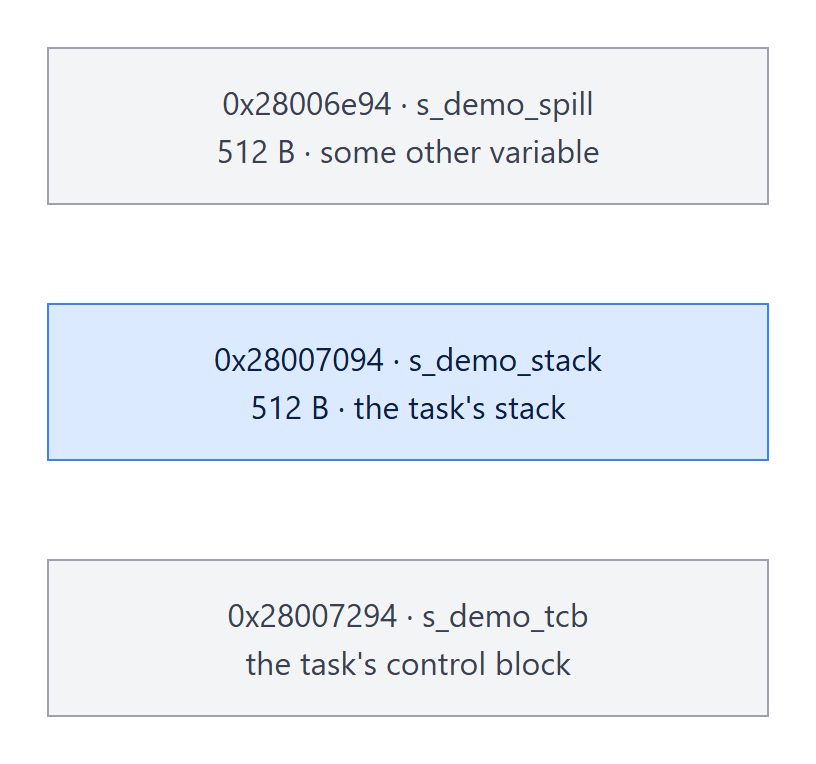 0x28006e94 · s_demo_spill
512 B · some other variable
0x28007094 · s_demo_stack
512 B · the task's stack
0x28007294 · s_demo_tcb
the task's control block